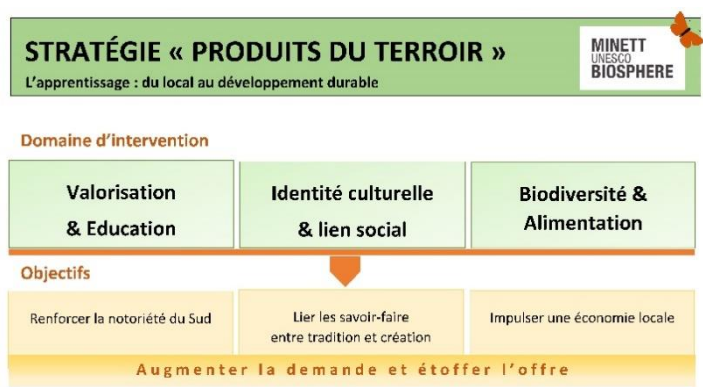 STRATÉGIE « PRODUITS DU TERROIR »
L'apprentissage : du local au développement durable
MINETT
UNESCO
BIOSPHERE
Domaine d'intervention
Valorisation
& Education
Identité culturelle
& lien social
Biodiversité &
Alimentation
Objectifs
Renforcer la notoriété du Sud
Lier les savoir-faire
entre tradition et création
Impulser une économie locale
Augmenter la demande et étoffer l'offre